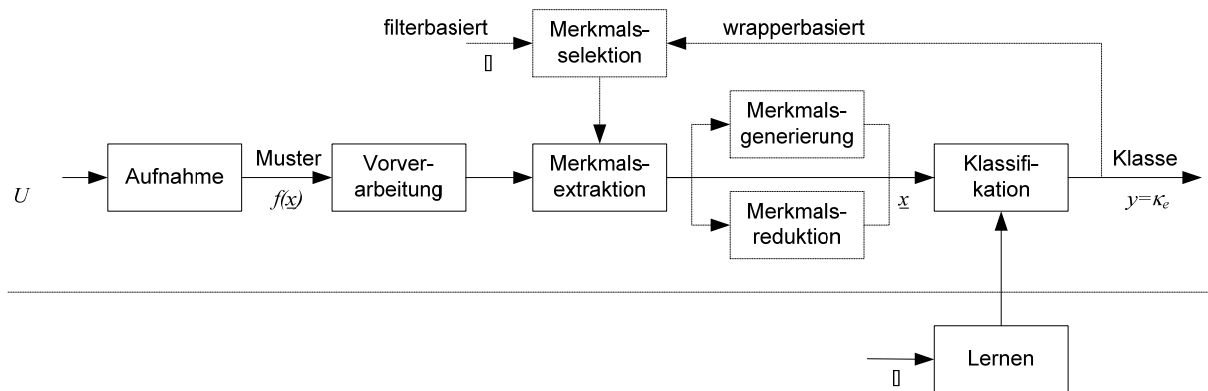 filterbasiert
Merkmals-
selektion
wrapperbasiert
Merkmals-
generierung
U
Aufnahme
Muster
f(x)
Vorver-
arbeitung
Merkmals-
extraktion
Merkmals-
reduktion
x
Klassifi-
kation
Klasse
y=κe
Lernen